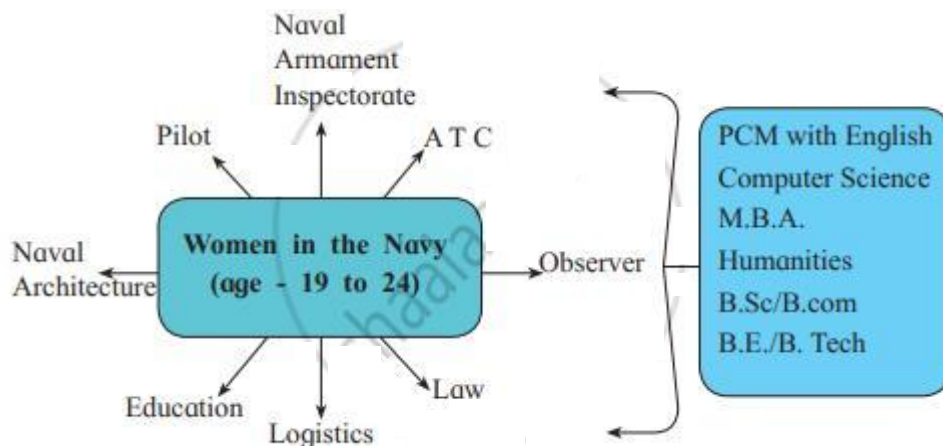 Naval
Armament
Inspectorate
Pilot
A T C
Women in the Navy
(age - 19 to 24)
Naval
Architecture
Observer
Education
Logistics
Law
PCM with English
Computer Science
M.B.A.
Humanities
B.Sc/B.com
B.E./B. Tech